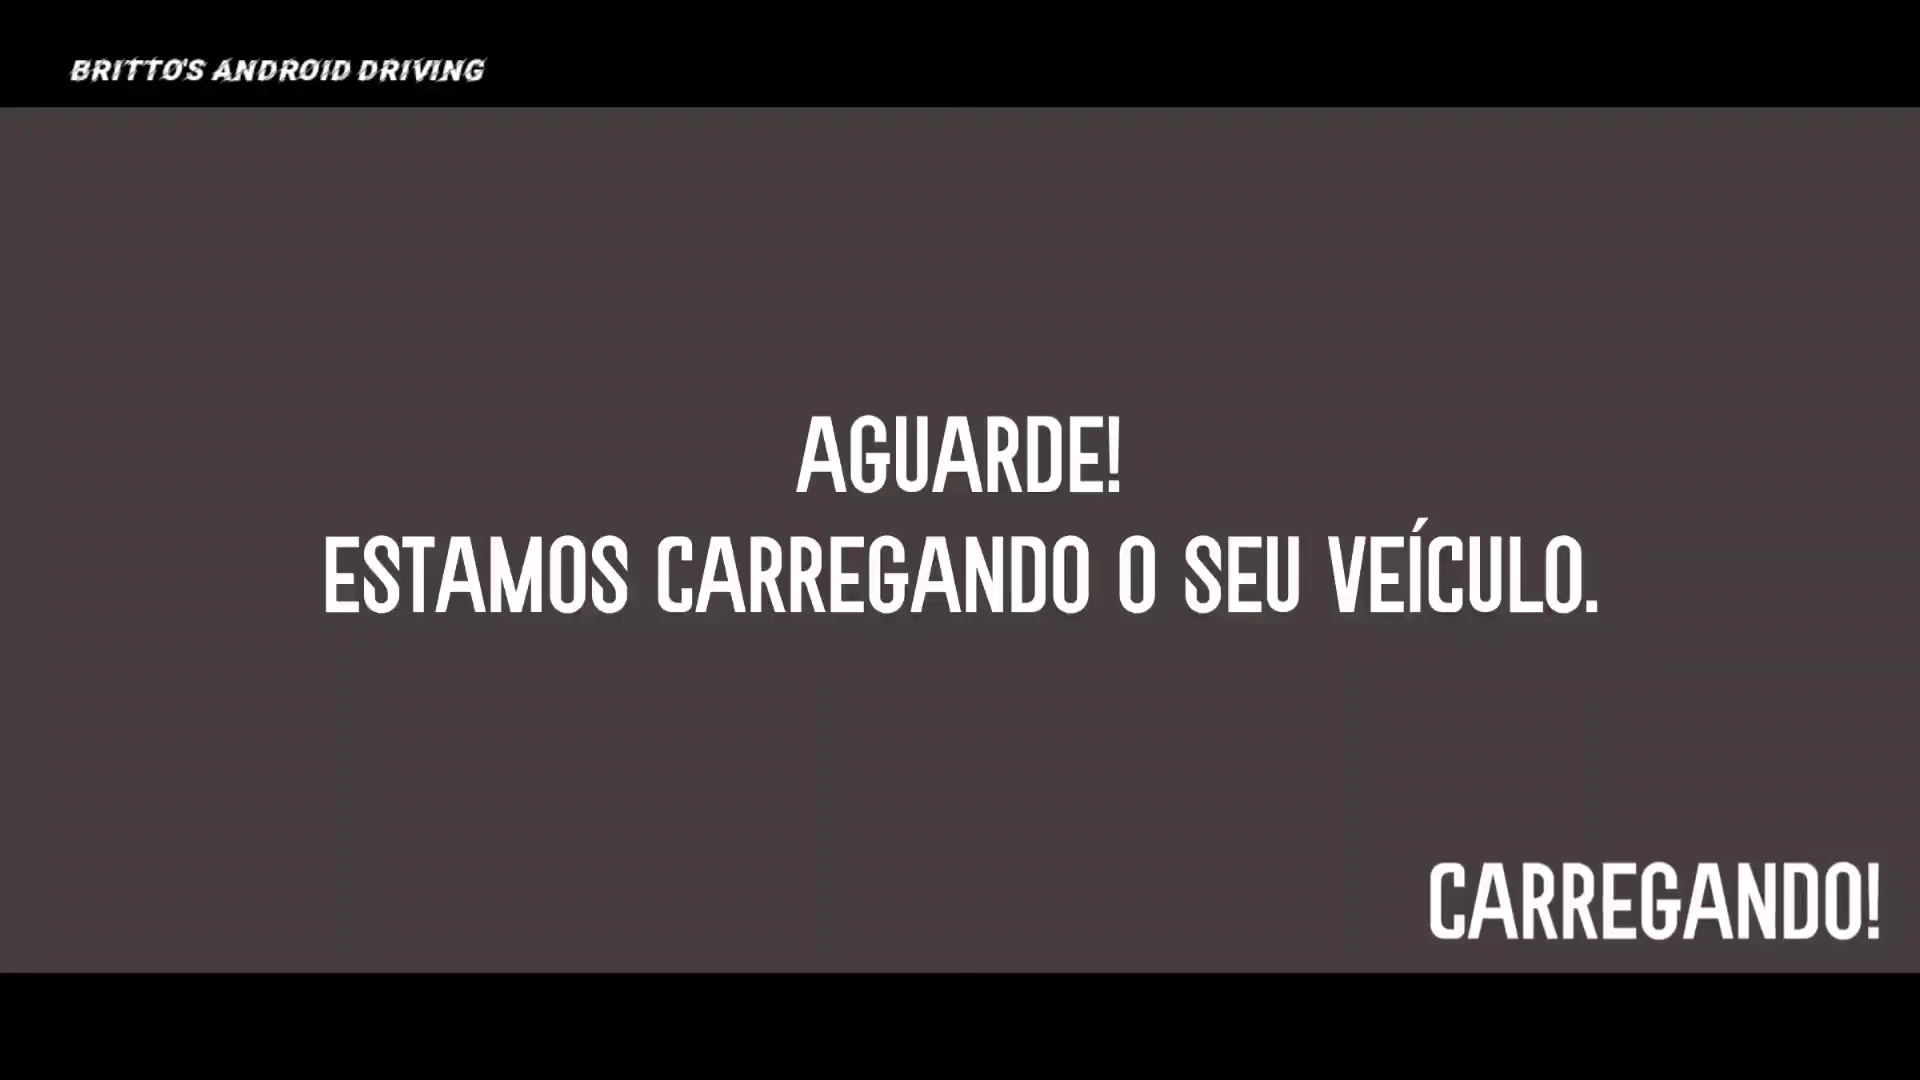 BRITTO'S ANDROID DRIVING
AGUARDE!
ESTAMOS CARREGANDO O SEU VEÍCULO.
CARREGANDO!